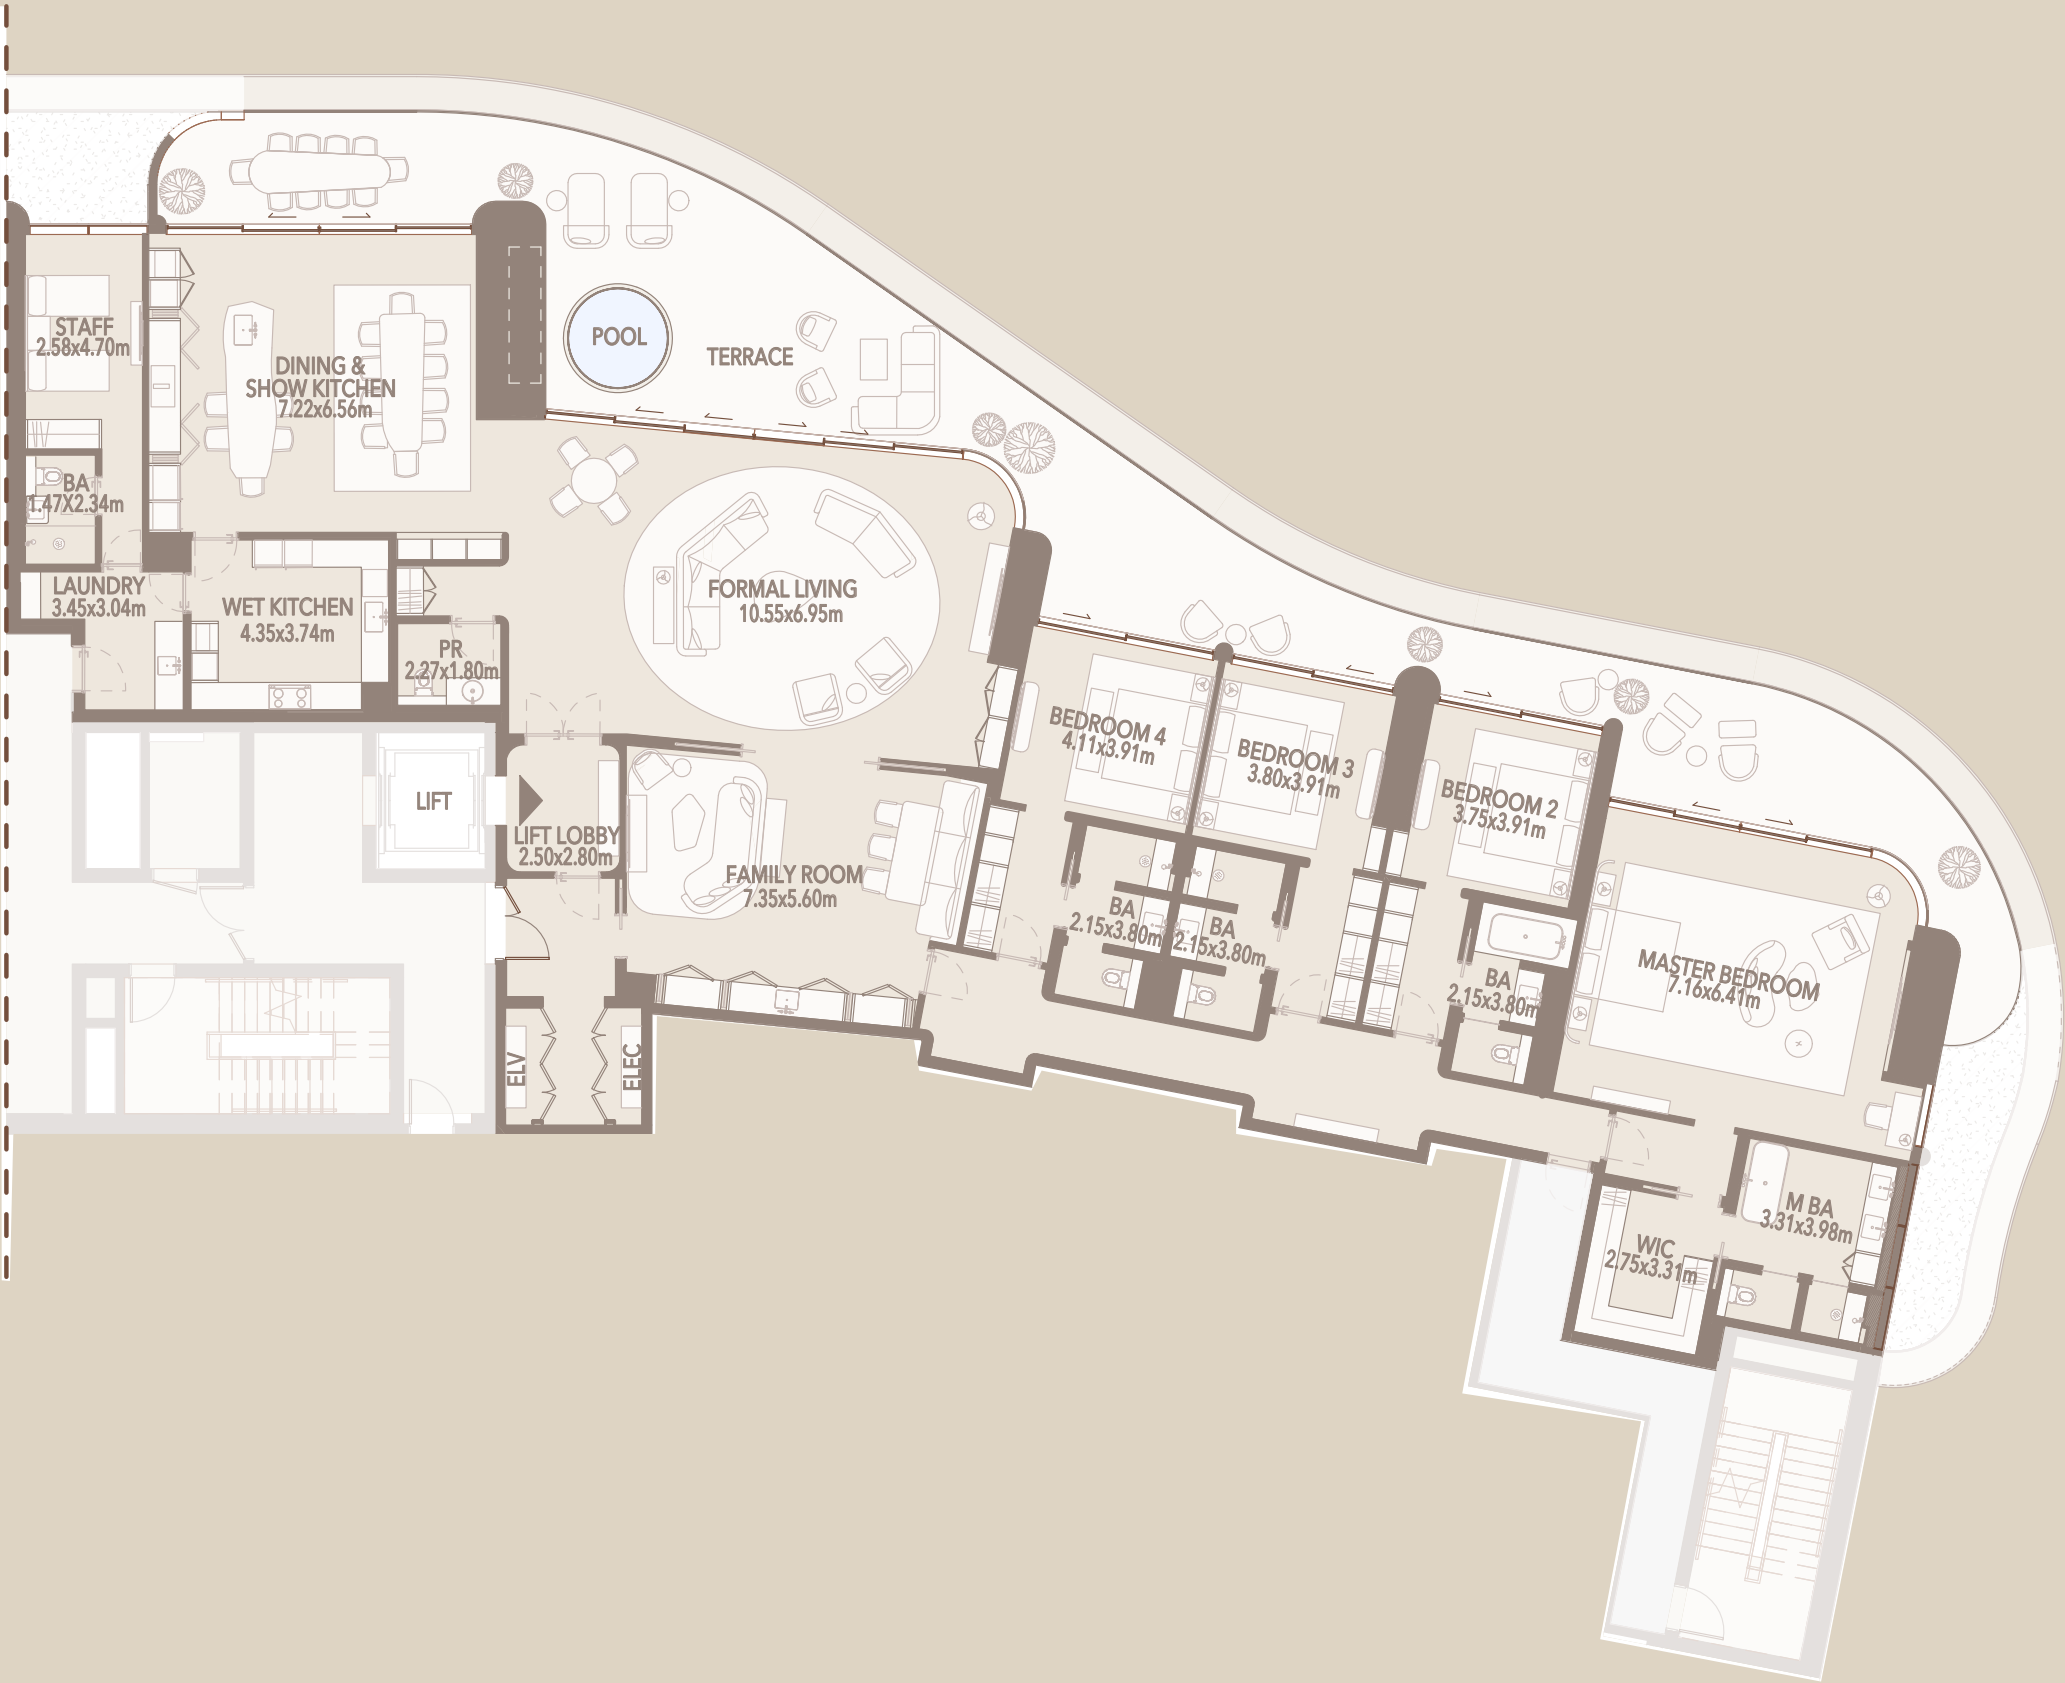 STAFF
2.58x4.70m
DINING &
SHOW KITCHEN
7.22x6.56m
POOL
TERRACE
BA
1.47X2.34m
LAUNDRY
3.45x3.04m
WET KITCHEN
4.35x3.74m
PR
2.27x1.80m
FORMAL LIVING
10.55x6.95m
LIFT
LIFT LOBBY
2.50x2.80m
FAMILY ROOM
7.35x5.60m
ELV
ELEC
BEDROOM 4
4.11x3.91m
BEDROOM 3
3.80x3.91m
BEDROOM 2
3.75x3.91m
BA
2.15x3.80m
BA
2.15x3.80m
BA
2.15x3.80m
MASTER BEDROOM
7.16x6.41m
M BA
3.31x3.98m
WIC
2.75x3.31m